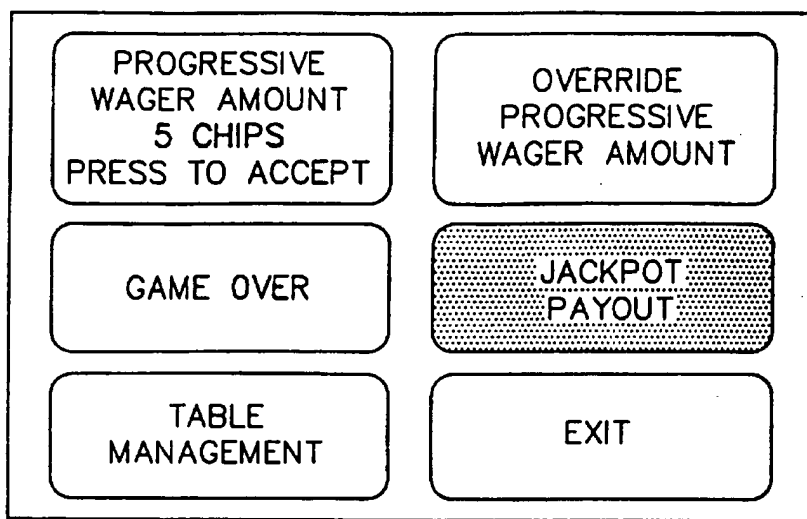 PROGRESSIVE
WAGER AMOUNT
5 CHIPS
PRESS TO ACCEPT
OVERRIDE
PROGRESSIVE
WAGER AMOUNT
GAME OVER
JACKPOT
PAYOUT
TABLE
MANAGEMENT
EXIT